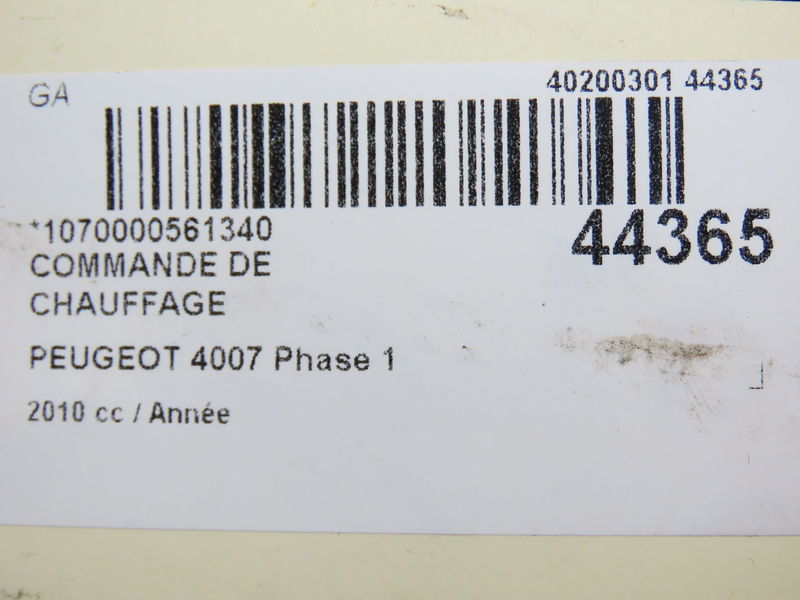 GA
40200301 44365
*1070000561340
44365
COMMANDE DE
CHAUFFAGE
PEUGEOT 4007 Phase 1
2010 cc / Année